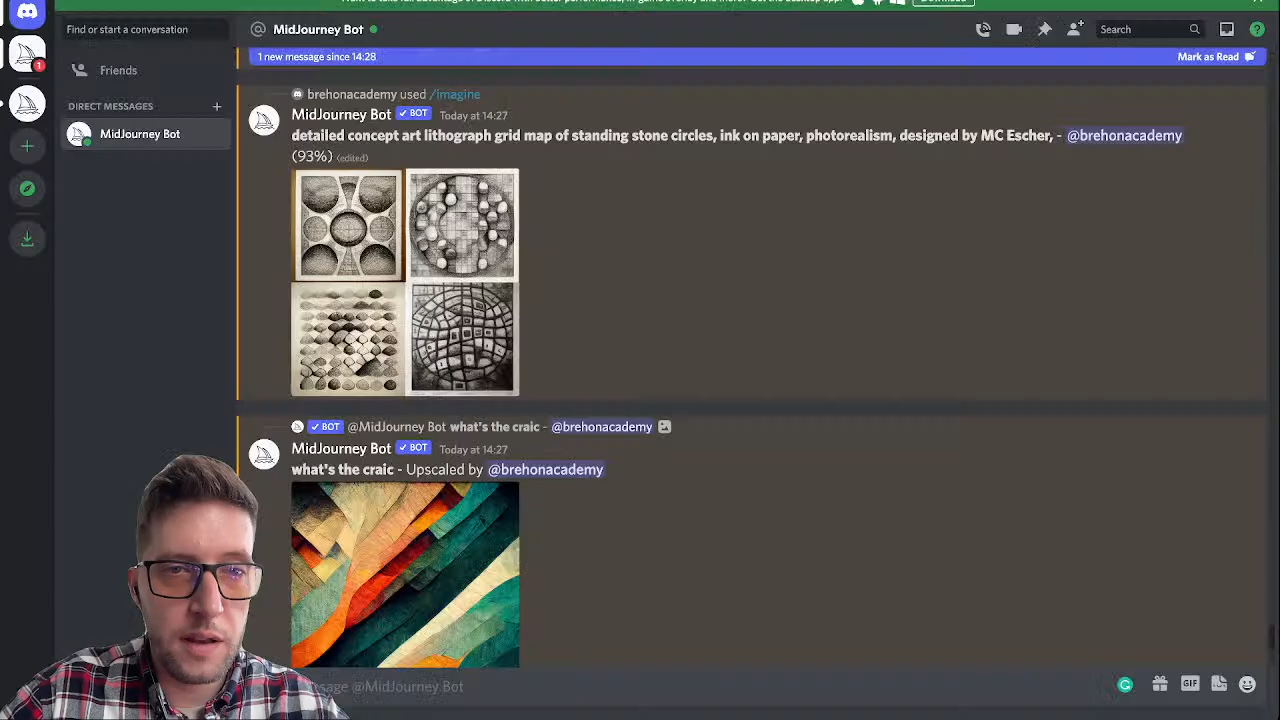 Find or start a conversation
MidJourney Bot
Search
1 new message since 14:28
Mark as Read
Friends
DIRECT MESSAGES
MidJourney Bot
1
brehonacademy used /imagine
MidJourney Bot BOT Today at 14:27
detailed concept art lithograph grid map of standing stone circles, ink on paper, photorealism, designed by MC Escher, - @brehonacademy
(93%) (edited)
BOT @MidJourney Bot what's the craic - @brehonacademy
MidJourney Bot BOT Today at 14:27
what's the craic - Upscaled by @brehonacademy
@MidJourney Bot
GIF